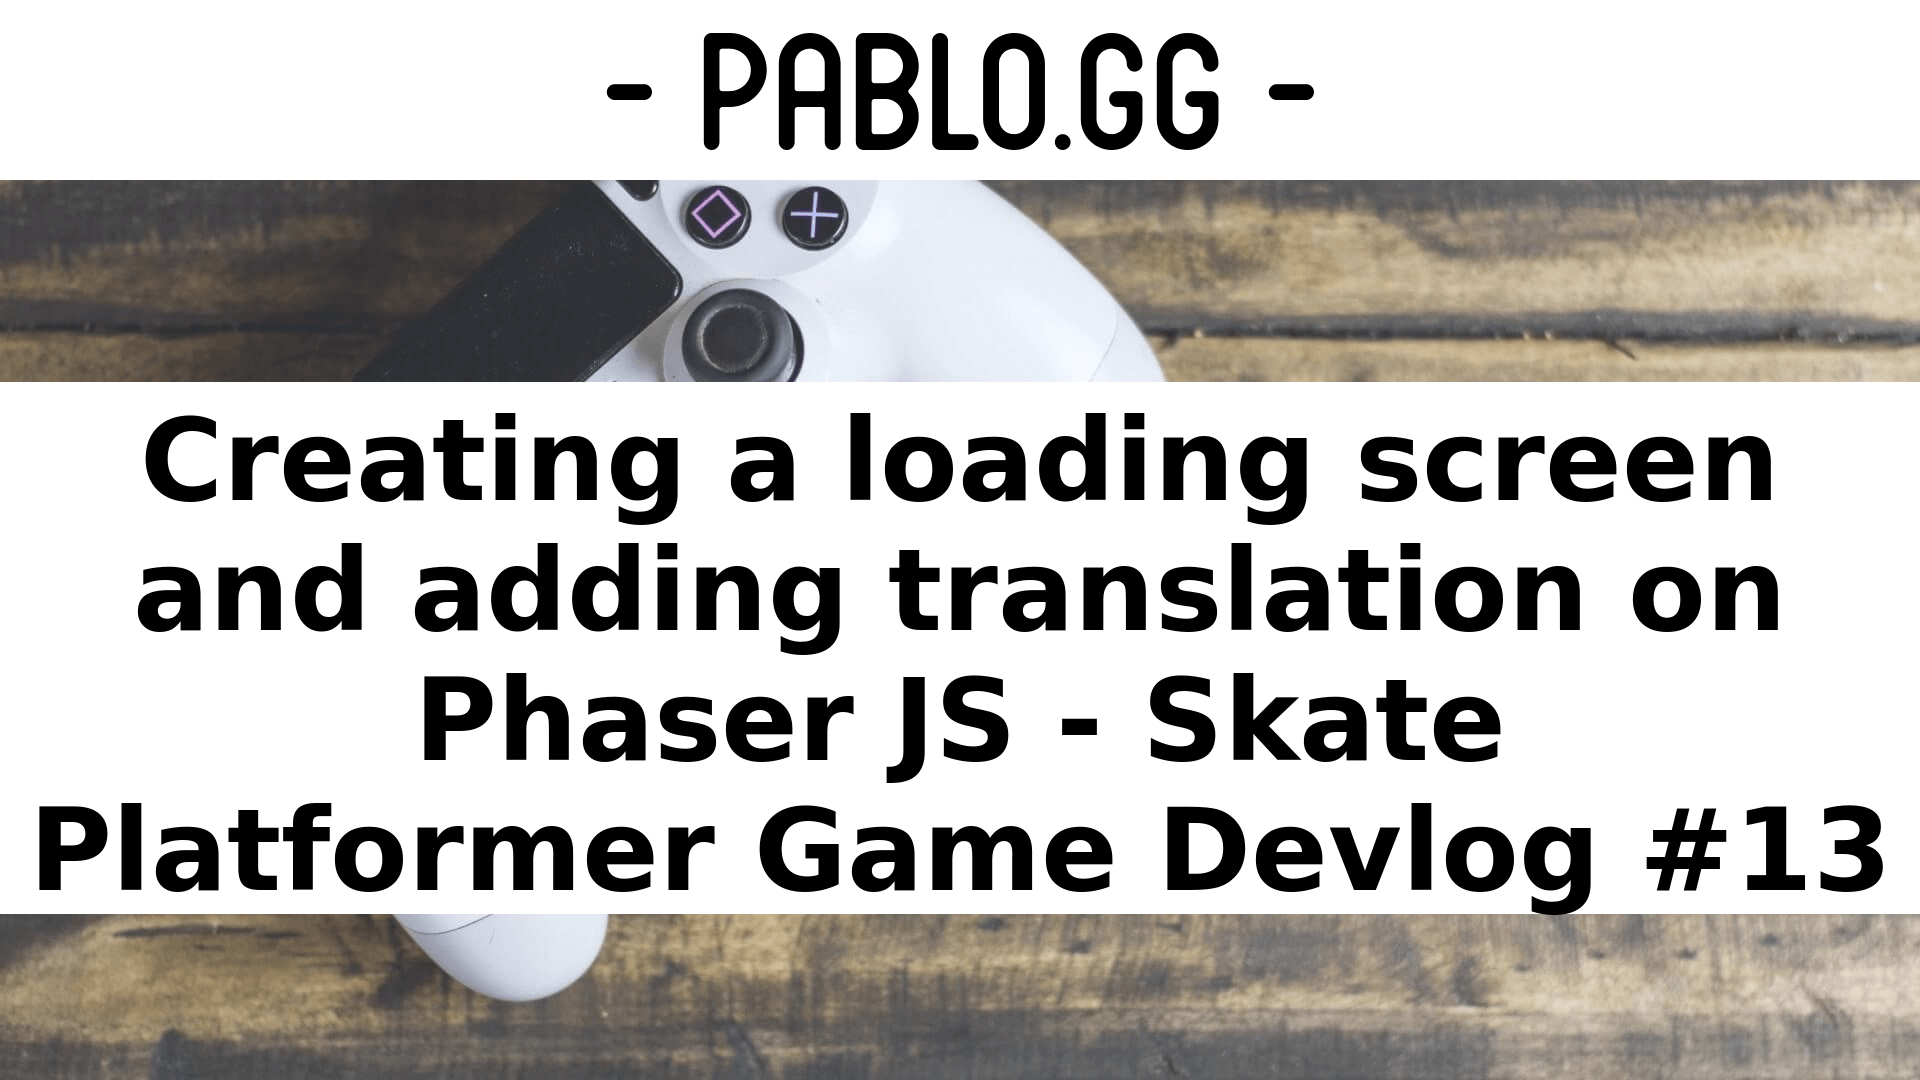 - PABLO.GG -
Creating a loading screen
and adding translation on
Phaser JS - Skate
Platformer Game Devlog #13